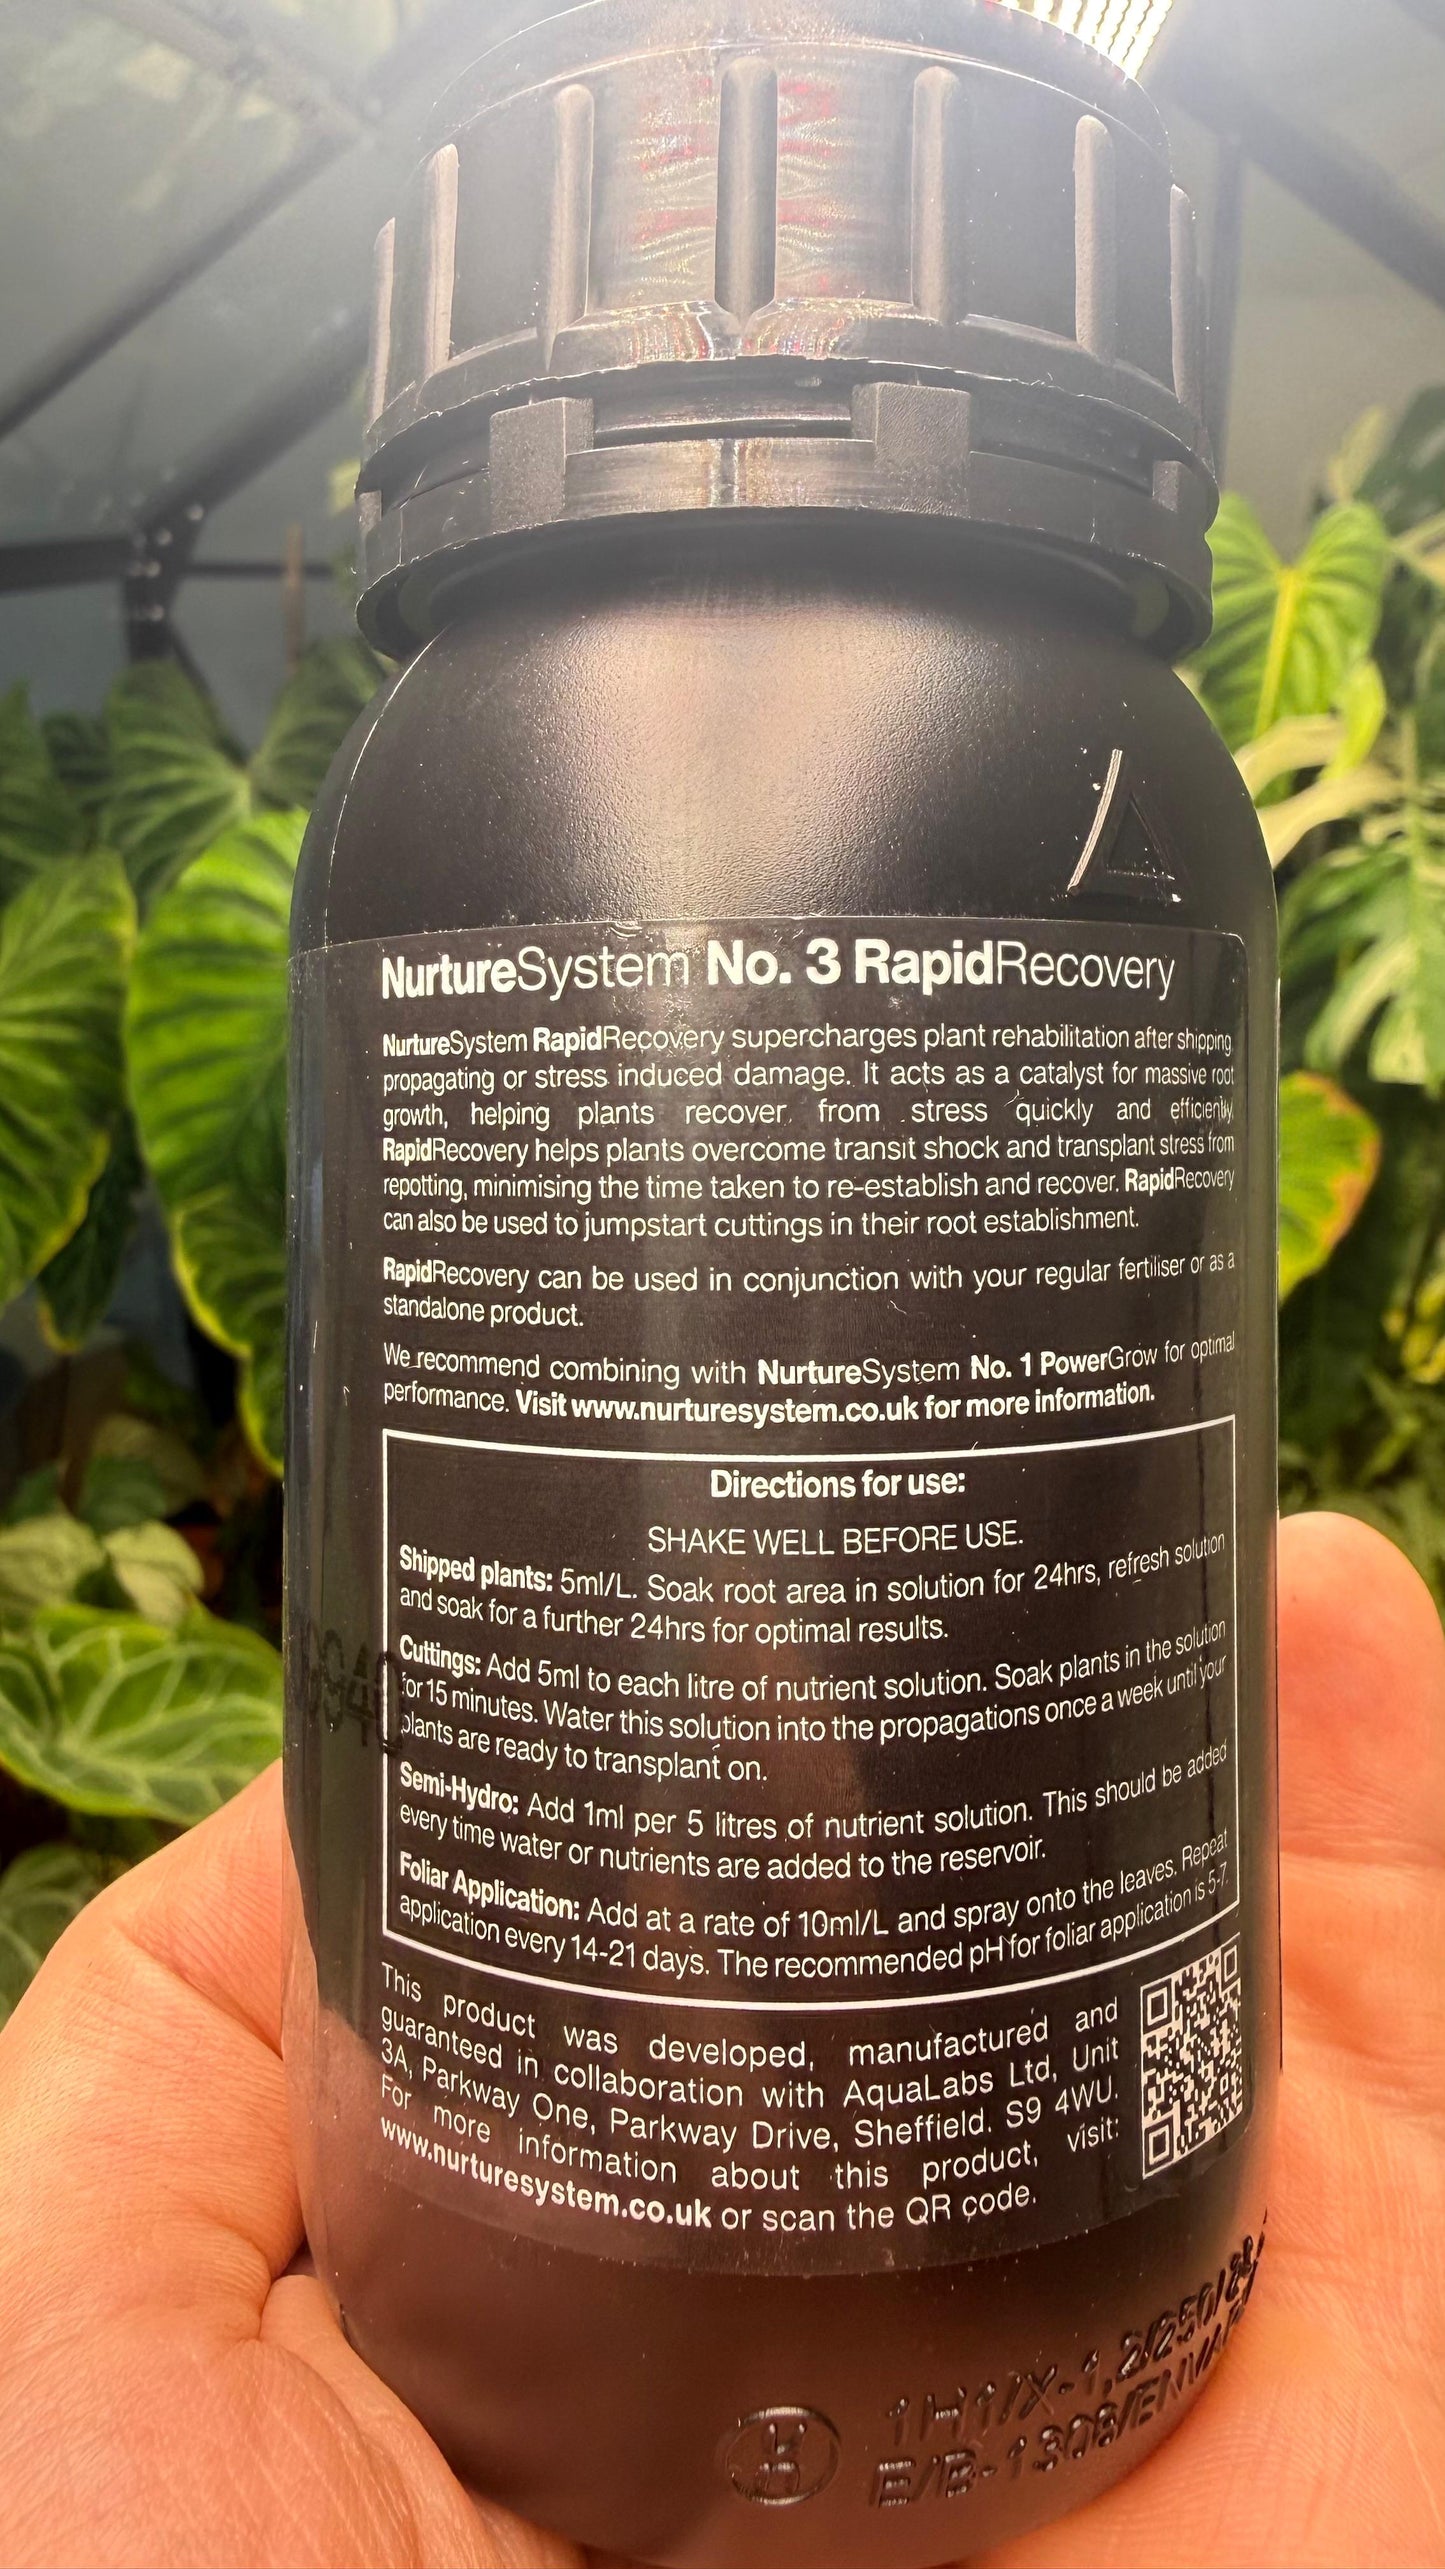 NurtureSystem No. 3 RapidRecovery
NurtureSystem RapidRecovery supercharges plant rehabilitation after shipping,
propagating or stress induced damage. It acts as a catalyst for massive root
growth, helping plants recover from stress quickly and efficiently.
RapidRecovery helps plants overcome transit shock and transplant stress from
repotting, minimising the time taken to re-establish and recover. RapidRecovery
can also be used to jumpstart cuttings in their root establishment.
RapidRecovery can be used in conjunction with your regular fertiliser or as a
standalone product.
We recommend combining with NurtureSystem No. 1 PowerGrow for optimal
performance. Visit www.nurturesystem.co.uk for more information.
Directions for use:
SHAKE WELL BEFORE USE.
Shipped plants: 5ml/L. Soak root area in solution for 24hrs, refresh solution
and soak for a further 24hrs for optimal results.
Cuttings: Add 5ml to each litre of nutrient solution. Soak plants in the solution
for 15 minutes. Water this solution into the propagations once a week until your
plants are ready to transplant on.
Semi-Hydro: Add 1ml per 5 litres of nutrient solution. This should be added
every time water or nutrients are added to the reservoir.
Foliar Application: Add at a rate of 10ml/L and spray onto the leaves. Repeat
application every 14-21 days. The recommended pH for foliar application is 5-7.
This product was developed, manufactured and
guaranteed in collaboration with AquaLabs Ltd, Unit
3A, Parkway One, Parkway Drive, Sheffield. S9 4WU.
For more information about this product, visit:
www.nurturesystem.co.uk or scan the QR code.
1H1/X-1,2/250/
E/B-1308/ENVA